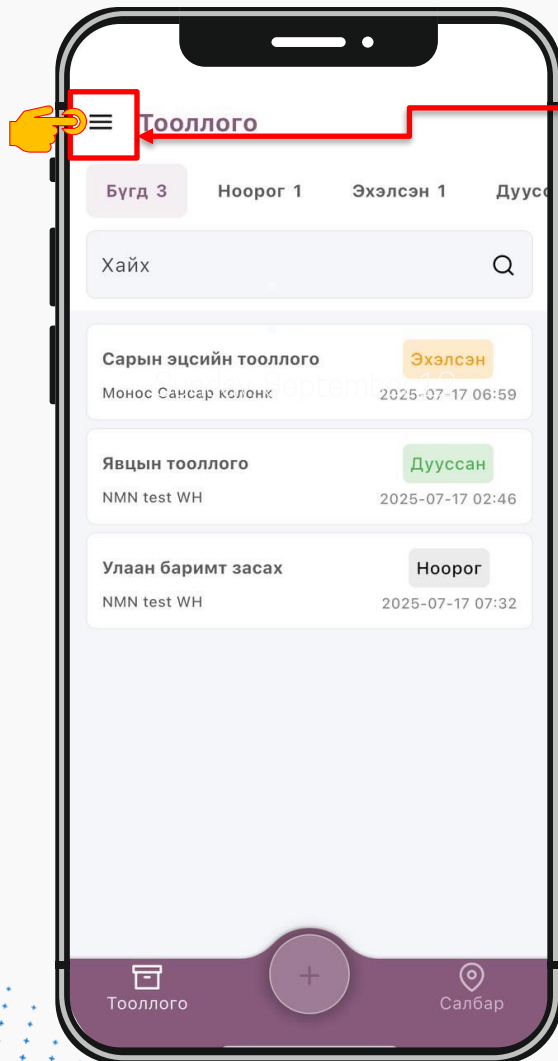 Тооллого
Бүгд 3 Ноорог 1 Эхэлсэн 1 Дуусс
Хайх
Сарын эцсийн тооллого Эхэлсэн
Монос Сансар колонк 2025-07-17 06:59
Явцын тооллого Дууссан
NMN test WH 2025-07-17 02:46
Улаан баримт засах Ноорог
NMN test WH 2025-07-17 07:32
Тооллого + Салбар